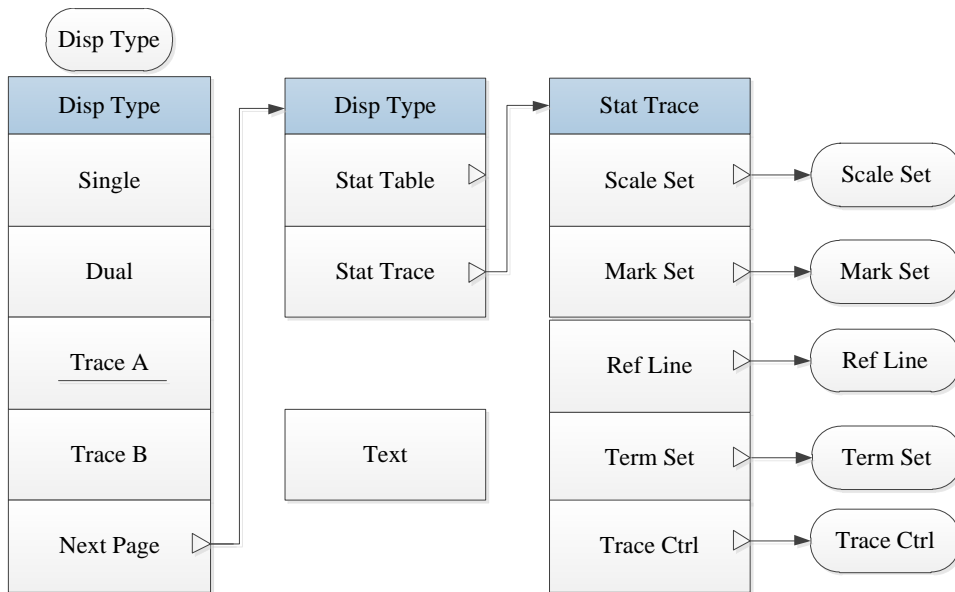 Disp Type
Disp Type
Single
Dual
Trace A
Trace B
Next Page
Disp Type
Stat Table
Stat Trace
Text
Stat Trace
Scale Set
Mark Set
Ref Line
Term Set
Trace Ctrl
Scale Set
Mark Set
Ref Line
Term Set
Trace Ctrl